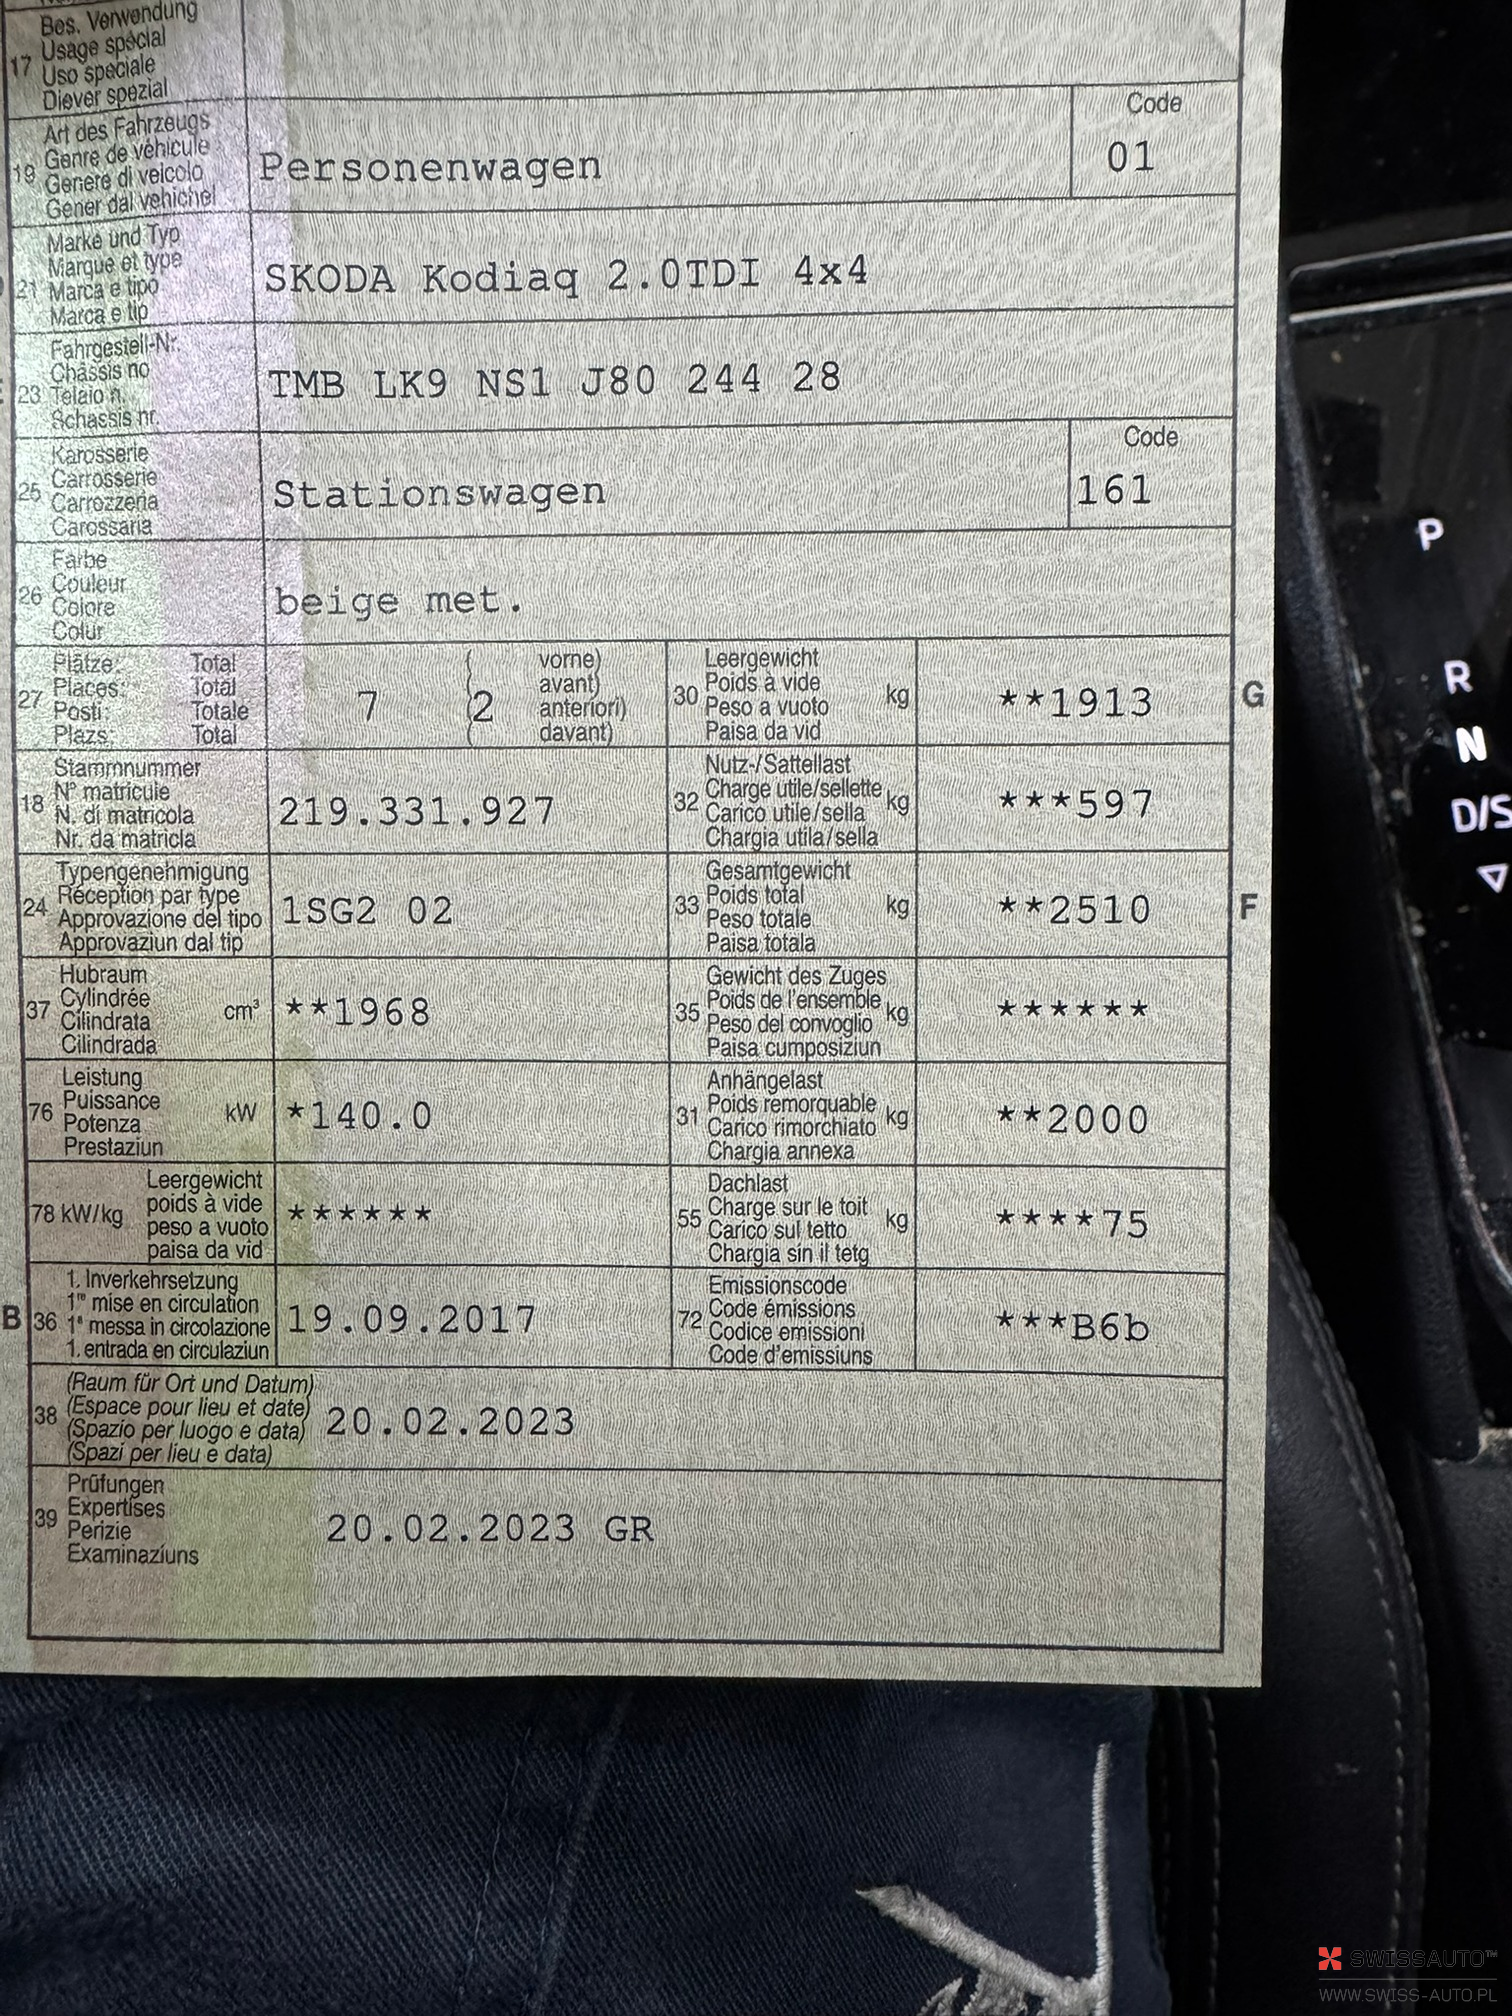 17 Bes. Verwendung
Usage spécial
Uso speciale
Diever spezial
19 Art des Fahrzeugs
Genre de véhicule
Genere di veicolo
Gener dal vehichel
Personenwagen
Code
01
21 Marke und Typ
Marque et type
Marca e tipo
Marca e tip
SKODA Kodiaq 2.0TDI 4x4
23 Fahrgestell-Nr.
Châssis no
Telaio n.
Schassis nr.
TMB LK9 NS1 J80 244 28
25 Karosserie
Carrosserie
Carrozzeria
Carossaria
Stationswagen
Code
161
26 Farbe
Couleur
Colore
Colur
beige met.
27 Plätze: Total
Places: Total
Posti: Totale
Plazs: Total
7 ( 2 vorne)
avant)
anteriori)
davant)
30 Leergewicht
Poids à vide
Peso a vuoto
Paisa da vid
kg
**1913
G
18 Stammnummer
N° matricule
N. di matricola
Nr. da matricla
219.331.927
32 Nutz-/Sattellast
Charge utile/sellette
Carico utile/sella
Chargia utila/sella
kg
***597
24 Typengenehmigung
Réception par type
Approvazione del tipo
Approvaziun dal tip
1SG2 02
33 Gesamtgewicht
Poids total
Peso totale
Paisa totala
kg
**2510
F
37 Hubraum
Cylindrée
Cilindrata
Cilindrada
cm³
**1968
35 Gewicht des Zuges
Poids de l'ensemble
Peso del convoglio
Paisa cumposiziun
kg
******
76 Leistung
Puissance
Potenza
Prestaziun
kW
*140.0
31 Anhängelast
Poids remorquable
Carico rimorchiato
Chargia annexa
kg
**2000
78 kW/kg
Leergewicht
poids à vide
peso a vuoto
paisa da vid
******
55 Dachlast
Charge sur le toit
Carico sul tetto
Chargia sin il tetg
kg
****75
B
36 1. Inverkehrsetzung
1re mise en circulation
1a messa in circolazione
1. entrada en circulaziun
19.09.2017
72 Emissionscode
Code émissions
Codice emissioni
Code d'emissiuns
***B6b
38 (Raum für Ort und Datum)
(Espace pour lieu et date)
(Spazio per luogo e data)
(Spazi per lieu e data)
20.02.2023
39 Prüfungen
Expertises
Perizie
Examinaziuns
20.02.2023 GR
P
R
N
D/S
SWISSAUTO™
WWW.SWISS-AUTO.PL